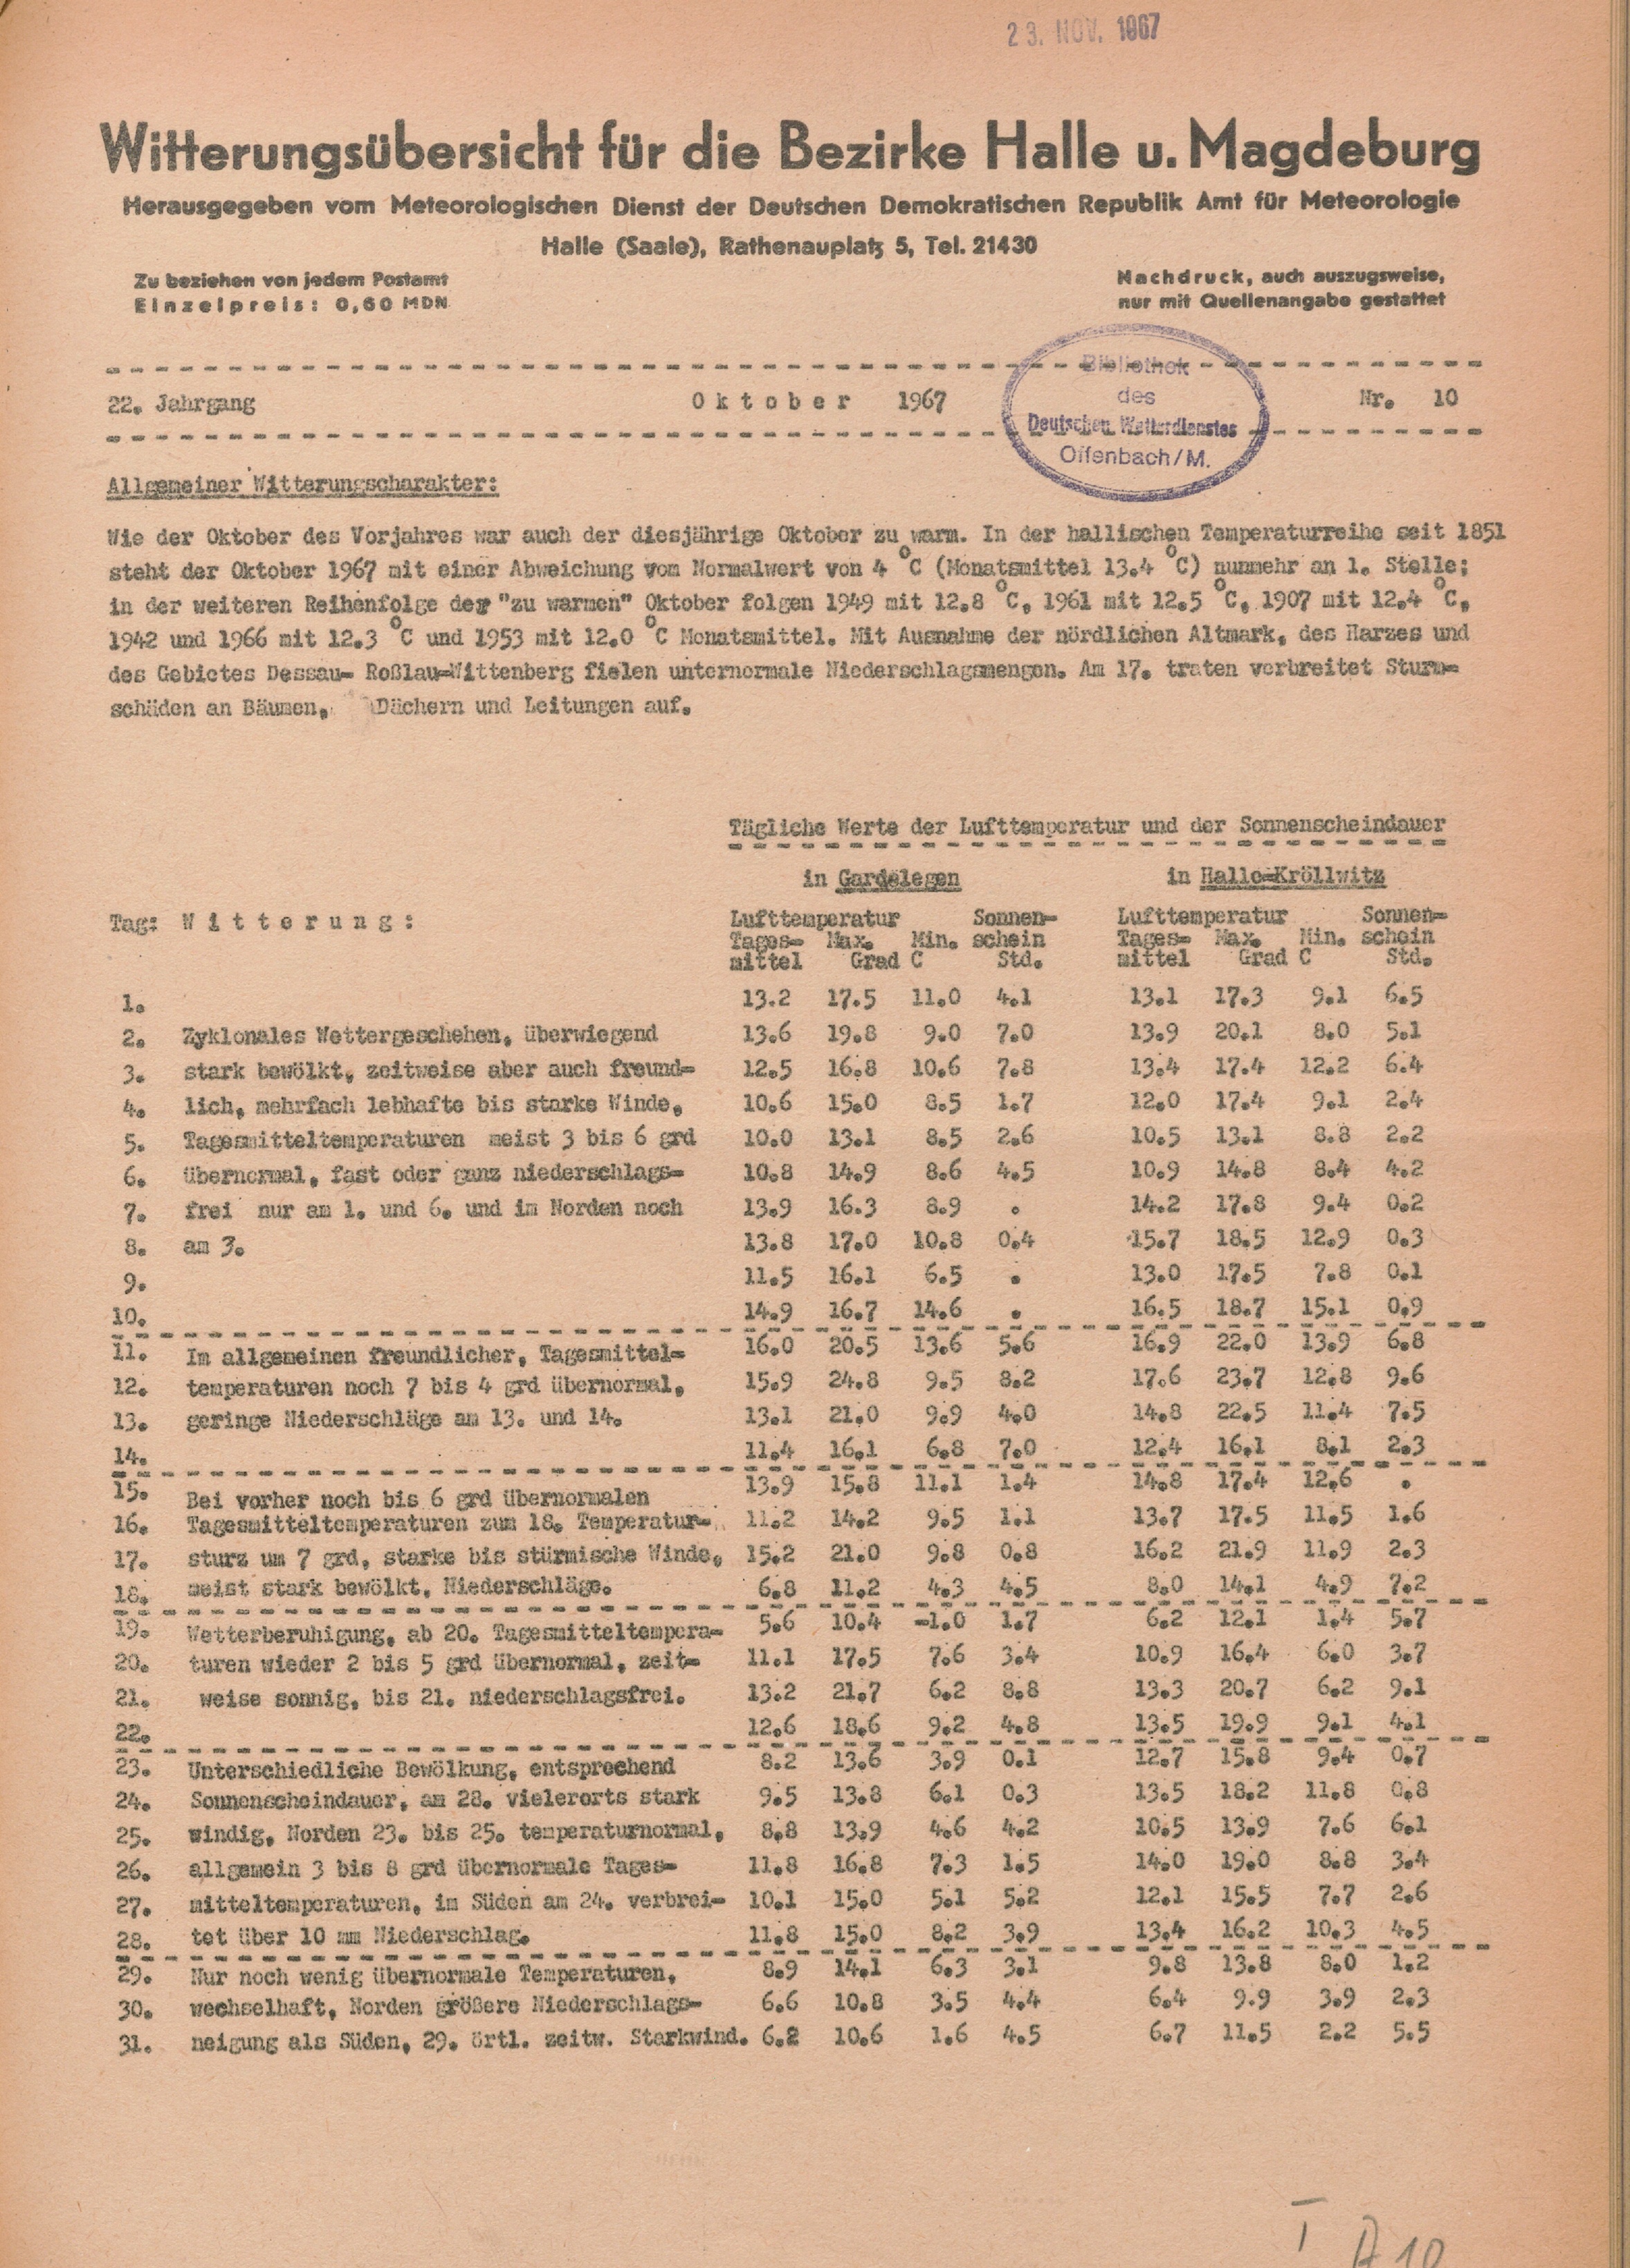 23. NOV. 1967
Witterungsübersicht für die Bezirke Halle u. Magdeburg
Herausgegeben vom Meteorologischen Dienst der Deutschen Demokratischen Republik Amt für Meteorologie
Halle (Saale), Rathenauplatz 5, Tel. 21430
Zu beziehen von jedem Postamt
Einzelpreis: 0,60 MDN
Nachdruck, auch auszugsweise,
nur mit Quellenangabe gestattet
Bibliothek
des
Deutschen Wetterdienstes
Offenbach/M.
22. Jahrgang Oktober 1967 Nr. 10
Allgemeiner Witterungscharakter:
Wie der Oktober des Vorjahres war auch der diesjährige Oktober zu warm. In der hallischen Temperaturreihe seit 1851
steht der Oktober 1967 mit einer Abweichung vom Normalwert von 4 °C (Monatsmittel 13.4 °C) nunmehr an 1. Stelle;
in der weiteren Reihenfolge der "zu warmen" Oktober folgen 1949 mit 12.8 °C, 1961 mit 12.5 °C, 1907 mit 12.4 °C,
1942 und 1966 mit 12.3 °C und 1953 mit 12.0 °C Monatsmittel. Mit Ausnahme der nördlichen Altmark, des Harzes und
des Gebietes Dessau- Roßlau-Wittenberg fielen unternormale Niederschlagsmengen. Am 17. traten verbreitet Sturm-
schäden an Bäumen, Dächern und Leitungen auf.
Tägliche Werte der Lufttemperatur und der Sonnenscheindauer
in Gardelegen in Halle-Kröllwitz
Tag: Witterung: Lufttemperatur Sonnen- Lufttemperatur Sonnen-
Tages- Max. Min. schein Tages- Max. Min. schein
mittel Grad C Std. mittel Grad C Std.
1. 13.2 17.5 11.0 4.1 13.1 17.3 9.1 6.5
2. Zyklonales Wettergeschehen, überwiegend 13.6 19.8 9.0 7.0 13.9 20.1 8.0 5.1
3. stark bewölkt, zeitweise aber auch freund- 12.5 16.8 10.6 7.8 13.4 17.4 12.2 6.4
4. lich, mehrfach lebhafte bis starke Winde, 10.6 15.0 8.5 1.7 12.0 17.4 9.1 2.4
5. Tagesmitteltemperaturen meist 3 bis 6 grd 10.0 13.1 8.5 2.6 10.5 13.1 8.8 2.2
6. übernormal, fast oder ganz niederschlags- 10.8 14.9 8.6 4.5 10.9 14.8 8.4 4.2
7. frei nur am 1. und 6. und im Norden noch 13.9 16.3 8.9 . 14.2 17.8 9.4 0.2
8. am 3. 13.8 17.0 10.8 0.4 15.7 18.5 12.9 0.3
9. 11.5 16.1 6.5 . 13.0 17.5 7.8 0.1
10. 14.9 16.7 14.6 . 16.5 18.7 15.1 0.9
11. Im allgemeinen freundlicher, Tagesmittel- 16.0 20.5 13.6 5.6 16.9 22.0 13.9 6.8
12. temperaturen noch 7 bis 4 grd übernormal, 15.9 24.8 9.5 8.2 17.6 23.7 12.8 9.6
13. geringe Niederschläge am 13. und 14. 13.1 21.0 9.9 4.0 14.8 22.5 11.4 7.5
14. 11.4 16.1 6.8 7.0 12.4 16.1 8.1 2.3
15. Bei vorher noch bis 6 grd übernormalen 13.9 15.8 11.1 1.4 14.8 17.4 12.6 .
16. Tagesmitteltemperaturen zum 18. Temperatur- 11.2 14.2 9.5 1.1 13.7 17.5 11.5 1.6
17. sturz um 7 grd, starke bis stürmische Winde, 15.2 21.0 9.8 0.8 16.2 21.9 11.9 2.3
18. meist stark bewölkt, Niederschläge. 6.8 11.2 4.3 4.5 8.0 14.1 4.9 7.2
19. Wetterberuhigung, ab 20. Tagesmitteltempera- 5.6 10.4 -1.0 1.7 6.2 12.1 1.4 5.7
20. turen wieder 2 bis 5 grd übernormal, zeit- 11.1 17.5 7.6 3.4 10.9 16.4 6.0 3.7
21. weise sonnig, bis 21. niederschlagsfrei. 13.2 21.7 6.2 8.8 13.3 20.7 6.2 9.1
22. 12.6 18.6 9.2 4.8 13.5 19.9 9.1 4.1
23. Unterschiedliche Bewölkung, entsprechend 8.2 13.6 3.9 0.1 12.7 15.8 9.4 0.7
24. Sonnenscheindauer, am 28. vielerorts stark 9.5 13.8 6.1 0.3 13.5 18.2 11.8 0.8
25. windig, Norden 23. bis 25. temperaturnormal, 8.8 13.9 4.6 4.2 10.5 13.9 7.6 6.1
26. allgemein 3 bis 8 grd übernormale Tages- 11.8 16.8 7.3 1.5 14.0 19.0 8.8 3.4
27. mitteltemperaturen, im Süden am 24. verbrei- 10.1 15.0 5.1 5.2 12.1 15.5 7.7 2.6
28. tet über 10 mm Niederschlag. 11.8 15.0 8.2 3.9 13.4 16.2 10.3 4.5
29. Nur noch wenig übernormale Temperaturen, 8.9 14.1 6.3 3.1 9.8 13.8 8.0 1.2
30. wechselhaft, Norden größere Niederschlags- 6.6 10.8 3.5 4.4 6.4 9.9 3.9 2.3
31. neigung als Süden, 29. örtl. zeitw. Starkwind. 6.2 10.6 1.6 4.5 6.7 11.5 2.2 5.5
I A 10